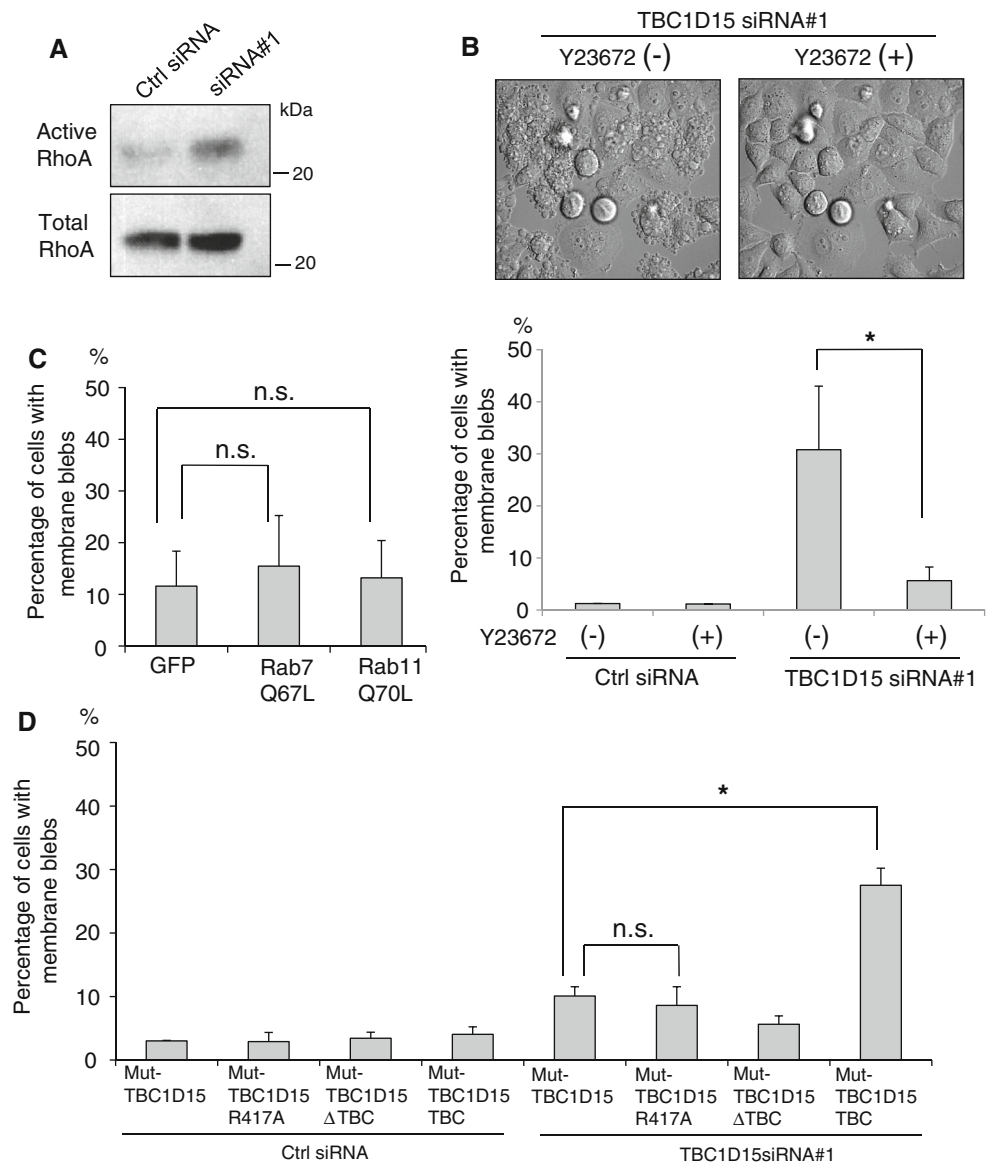 A
Ctrl siRNA
siRNA#1
kDa
Active
RhoA
20
Total
RhoA
20
B
TBC1D15 siRNA#1
Y23672 (-)
Y23672 (+)
C
%
Percentage of cells with
membrane blebs
50
40
30
20
10
0
n.s.
n.s.
GFP
Rab7
Q67L
Rab11
Q70L
%
Percentage of cells with
membrane blebs
50
40
30
20
10
0
*
Y23672
(-)
(+)
(-)
(+)
Ctrl siRNA
TBC1D15 siRNA#1
D
%
Percentage of cells with
membrane blebs
50
40
30
20
10
0
n.s.
*
Mut-
TBC1D15
Mut-
TBC1D15
R417A
Mut-
TBC1D15
ΔTBC
Mut-
TBC1D15
TBC
Mut-
TBC1D15
Mut-
TBC1D15
R417A
Mut-
TBC1D15
ΔTBC
Mut-
TBC1D15
TBC
Ctrl siRNA
TBC1D15siRNA#1